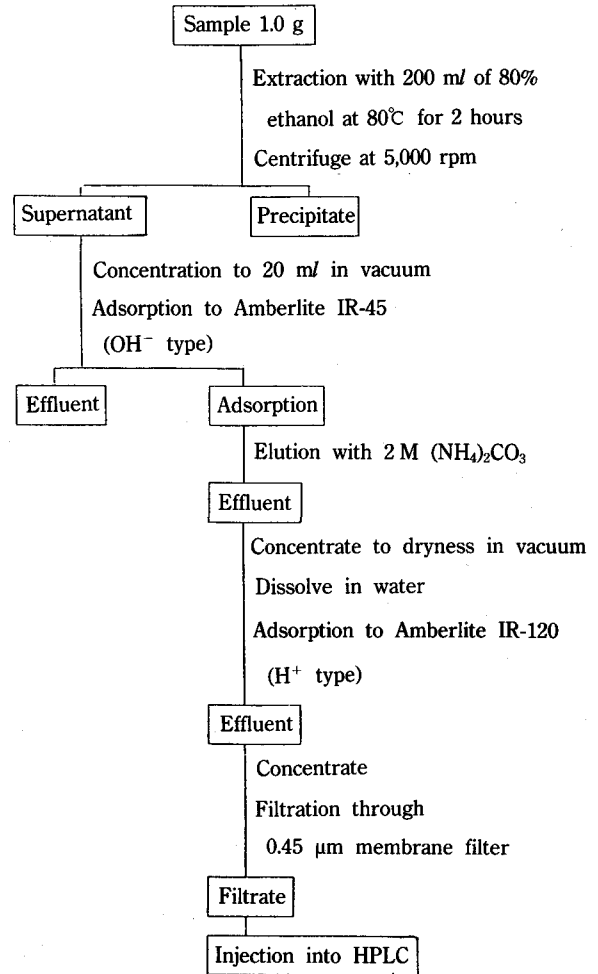 Sample 1.0 g
Extraction with 200 ml of 80%
ethanol at 80℃ for 2 hours
Centrifuge at 5,000 rpm
Supernatant
Precipitate
Concentration to 20 ml in vacuum
Adsorption to Amberlite IR-45
(OH⁻ type)
Effluent
Adsorption
Elution with 2 M (NH₄)₂CO₃
Effluent
Concentrate to dryness in vacuum
Dissolve in water
Adsorption to Amberlite IR-120
(H⁺ type)
Effluent
Concentrate
Filtration through
0.45 μm membrane filter
Filtrate
Injection into HPLC